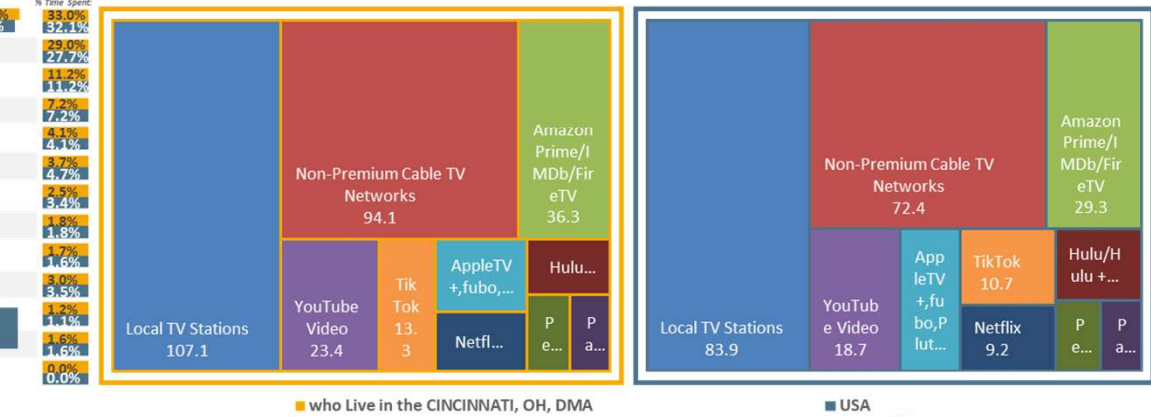 % Time Spent:
%
33.0%
%
32.1%
29.0%
27.7%
11.2%
11.2%
7.2%
7.2%
4.1%
4.1%
3.7%
4.7%
2.5%
3.4%
1.8%
1.8%
1.7%
1.6%
3.0%
3.5%
1.2%
1.1%
1.6%
1.6%
0.0%
0.0%
Local TV Stations
107.1
Non-Premium Cable TV
Networks
94.1
Amazon
Prime/I
MDb/Fir
eTV
36.3
YouTube
Video
23.4
Tik
Tok
13.
3
AppleTV
+,fubo,...
Netfl...
Hulu...
P
e...
P
a...
Local TV Stations
83.9
Non-Premium Cable TV
Networks
72.4
Amazon
Prime/I
MDb/Fir
eTV
29.3
YouTub
e Video
18.7
App
leTV
+,fu
bo,P
lut...
TikTok
10.7
Netflix
9.2
Hulu/H
ulu +...
P
e...
P
a...
who Live in the CINCINNATI, OH, DMA
USA